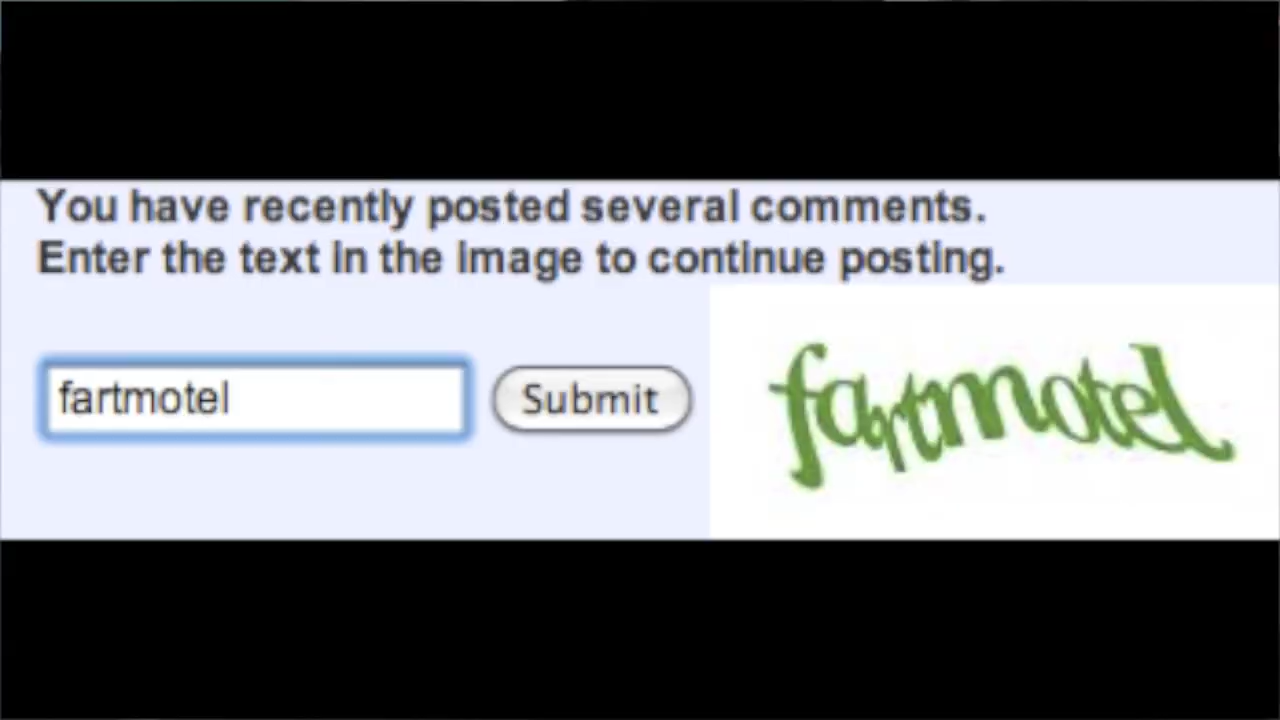 You have recently posted several comments.
Enter the text in the image to continue posting.
fartmotel Submit fartmotel